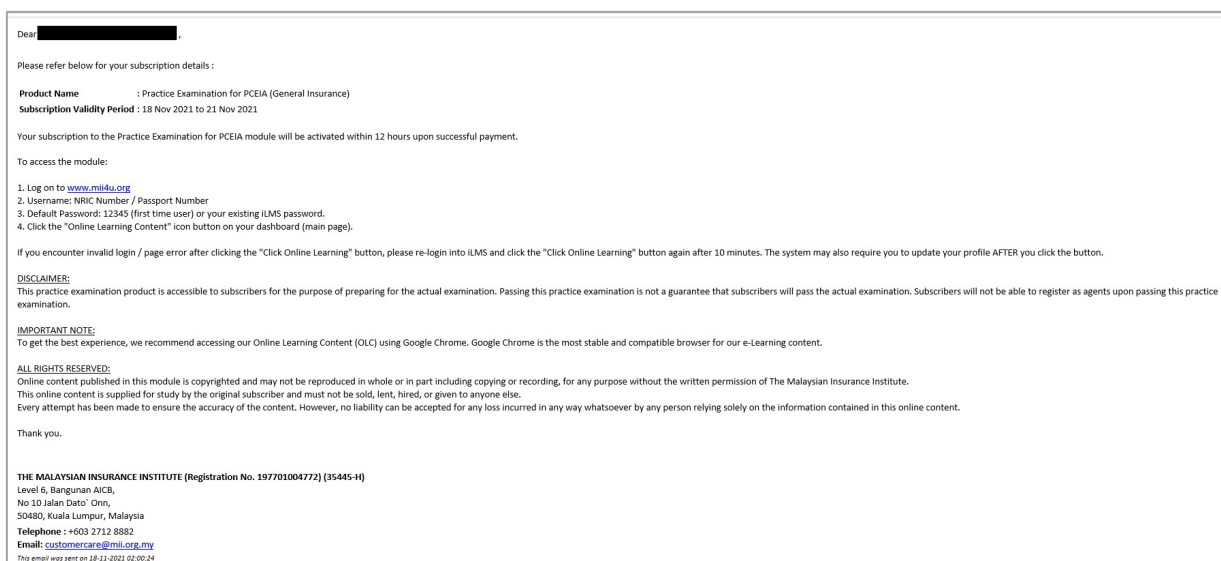 Dear ,
Please refer below for your subscription details :
Product Name : Practice Examination for PCEIA (General Insurance)
Subscription Validity Period : 18 Nov 2021 to 21 Nov 2021
Your subscription to the Practice Examination for PCEIA module will be activated within 12 hours upon successful payment.
To access the module:
1. Log on to www.mii4u.org
2. Username: NRIC Number / Passport Number
3. Default Password: 12345 (first time user) or your existing iLMS password.
4. Click the "Online Learning Content" icon button on your dashboard (main page).
If you encounter invalid login / page error after clicking the "Click Online Learning" button, please re-login into iLMS and click the "Click Online Learning" button again after 10 minutes. The system may also require you to update your profile AFTER you click the button.
DISCLAIMER:
This practice examination product is accessible to subscribers for the purpose of preparing for the actual examination. Passing this practice examination is not a guarantee that subscribers will pass the actual examination. Subscribers will not be able to register as agents upon passing this practice
examination.
IMPORTANT NOTE:
To get the best experience, we recommend accessing our Online Learning Content (OLC) using Google Chrome. Google Chrome is the most stable and compatible browser for our e-Learning content.
ALL RIGHTS RESERVED:
Online content published in this module is copyrighted and may not be reproduced in whole or in part including copying or recording, for any purpose without the written permission of The Malaysian Insurance Institute.
This online content is supplied for study by the original subscriber and must not be sold, lent, hired, or given to anyone else.
Every attempt has been made to ensure the accuracy of the content. However, no liability can be accepted for any loss incurred in any way whatsoever by any person relying solely on the information contained in this online content.
Thank you.
THE MALAYSIAN INSURANCE INSTITUTE (Registration No. 197701004772) (35445-H)
Level 6, Bangunan AICB,
No 10 Jalan Dato` Onn,
50480, Kuala Lumpur, Malaysia
Telephone : +603 2712 8882
Email: customercare@mii.org.my
This email was sent on 18-11-2021 02:00:24